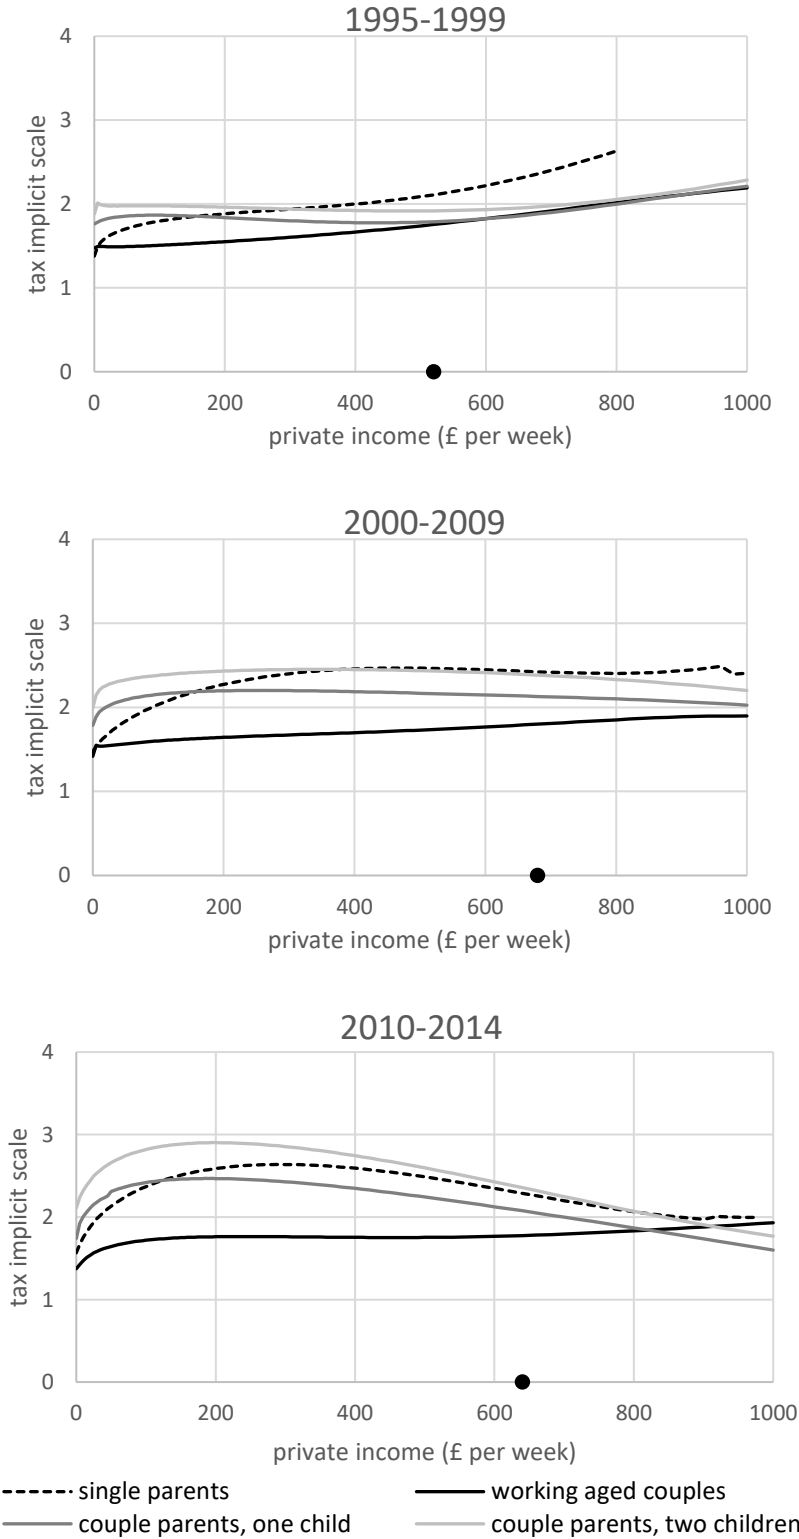 1995-1999
4
3
2
1
0
tax implicit scale
0 200 400 600 800 1000
private income (£ per week)
2000-2009
4
3
2
1
0
tax implicit scale
0 200 400 600 800 1000
private income (£ per week)
2010-2014
4
3
2
1
0
tax implicit scale
0 200 400 600 800 1000
private income (£ per week)
single parents working aged couples
couple parents, one child couple parents, two children